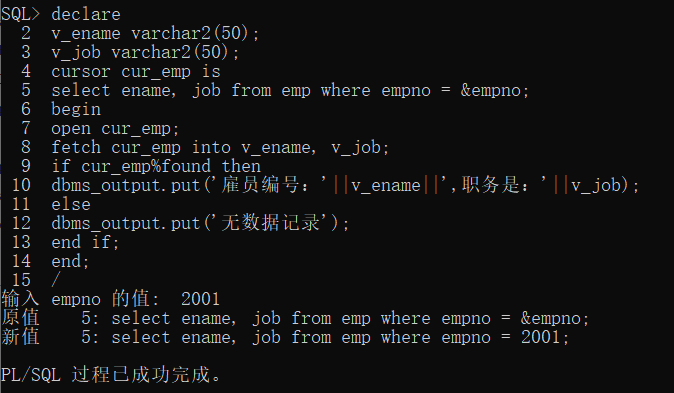 SQL> declare
2 v_ename varchar2(50);
3 v_job varchar2(50);
4 cursor cur_emp is
5 select ename, job from emp where empno = &empno;
6 begin
7 open cur_emp;
8 fetch cur_emp into v_ename, v_job;
9 if cur_emp%found then
10 dbms_output.put('雇员编号：'||v_ename||',职务是：'||v_job);
11 else
12 dbms_output.put('无数据记录');
13 end if;
14 end;
15 /
输入 empno 的值:  2001
原值    5: select ename, job from emp where empno = &empno;
新值    5: select ename, job from emp where empno = 2001;
PL/SQL 过程已成功完成。